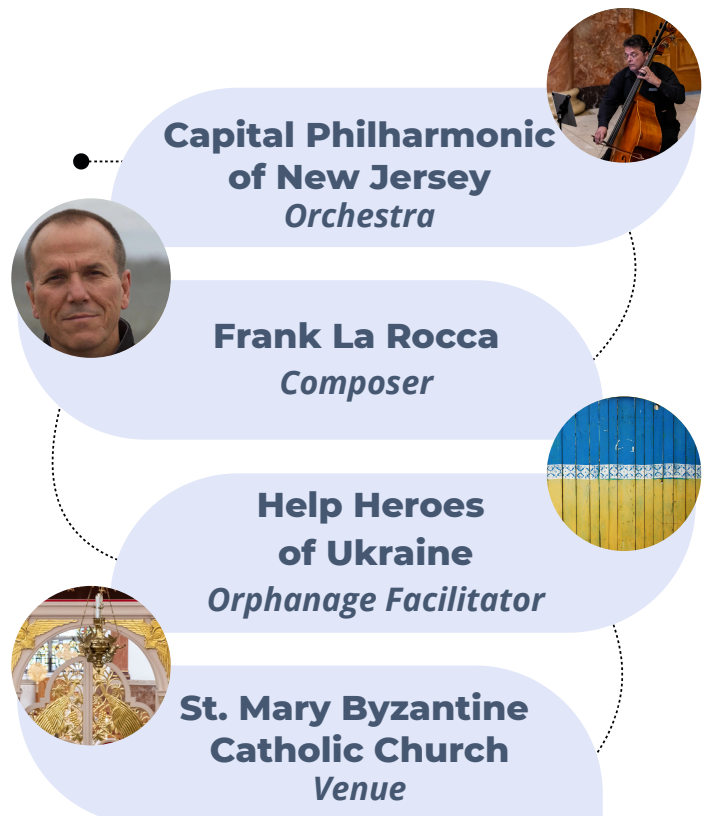 Capital Philharmonic
of New Jersey
Orchestra
Frank La Rocca
Composer
Help Heroes
of Ukraine
Orphanage Facilitator
St. Mary Byzantine
Catholic Church
Venue